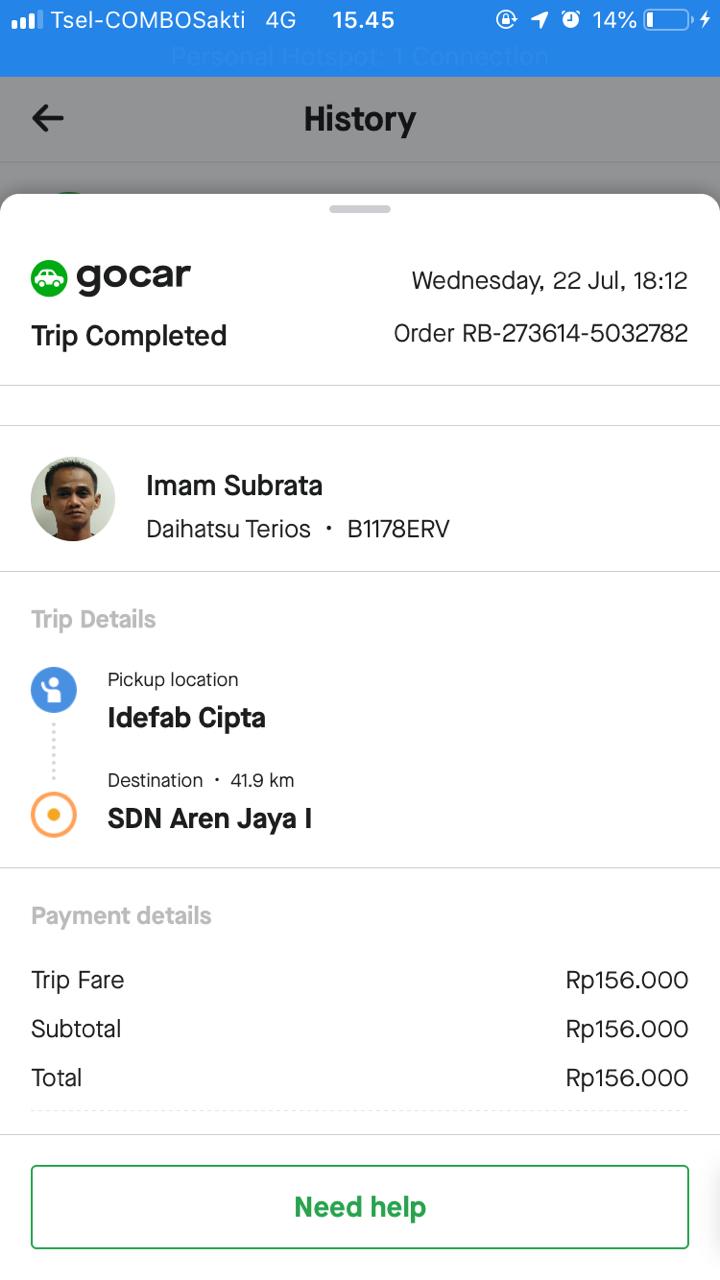 Tsel-COMBOSakti 4G 15.45 14%
Personal Hotspot: 1 Connection
History
gocar
Wednesday, 22 Jul, 18:12
Trip Completed
Order RB-273614-5032782
Imam Subrata
Daihatsu Terios • B1178ERV
Trip Details
Pickup location
Idefab Cipta
Destination • 41.9 km
SDN Aren Jaya I
Payment details
Trip Fare Rp156.000
Subtotal Rp156.000
Total Rp156.000
Need help